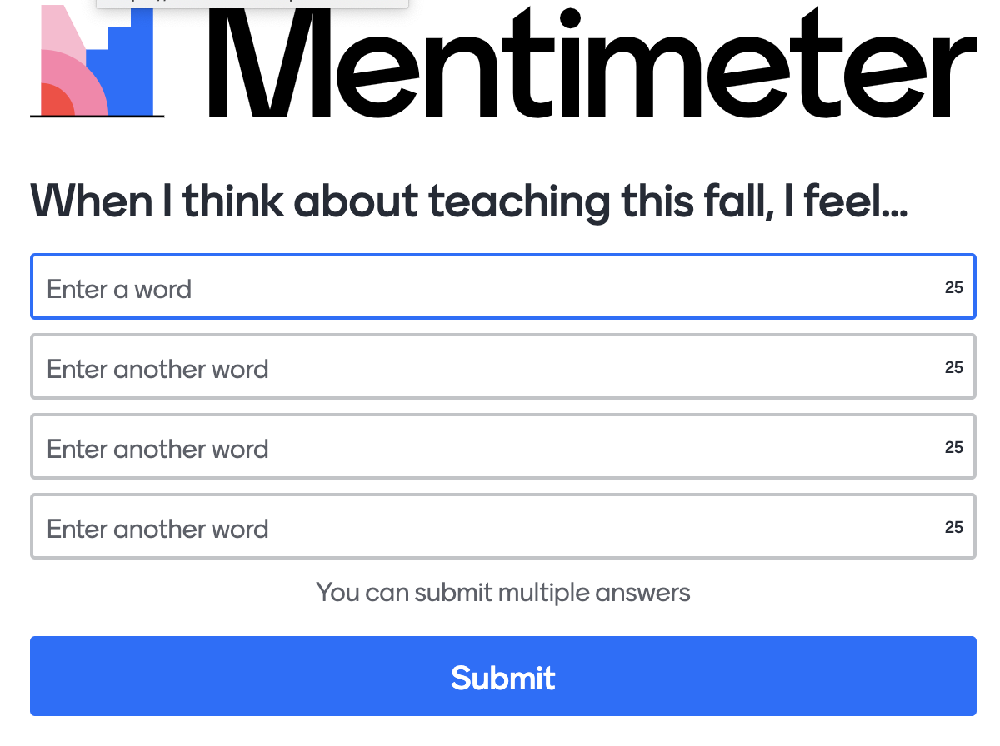 Mentimeter
When I think about teaching this fall, I feel...
Enter a word 25
Enter another word 25
Enter another word 25
Enter another word 25
You can submit multiple answers
Submit